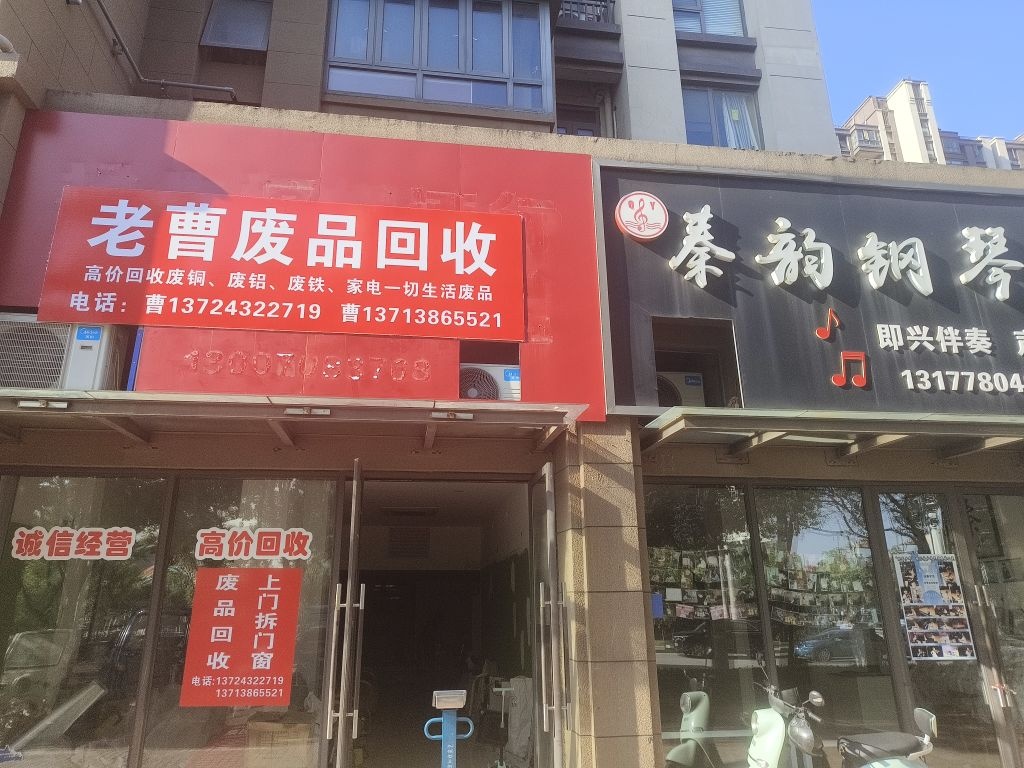 老曹废品回收
高价回收废铜、废铝、废铁、家电一切生活废品
电话：曹13724322719 曹13713865521
QY
秦韵钢琴
即兴伴奏
13177804
诚信经营
高价回收
上门拆门窗
废品回收
电话:13724322719
13713865521